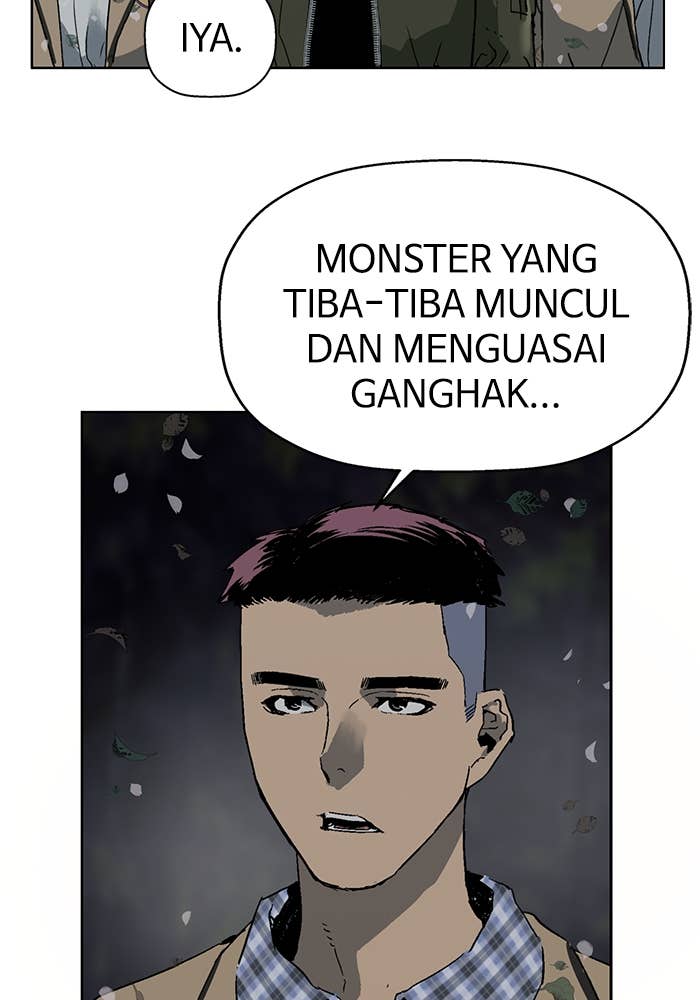 IYA.
MONSTER YANG
TIBA-TIBA MUNCUL
DAN MENGUASAI
GANGHAK...